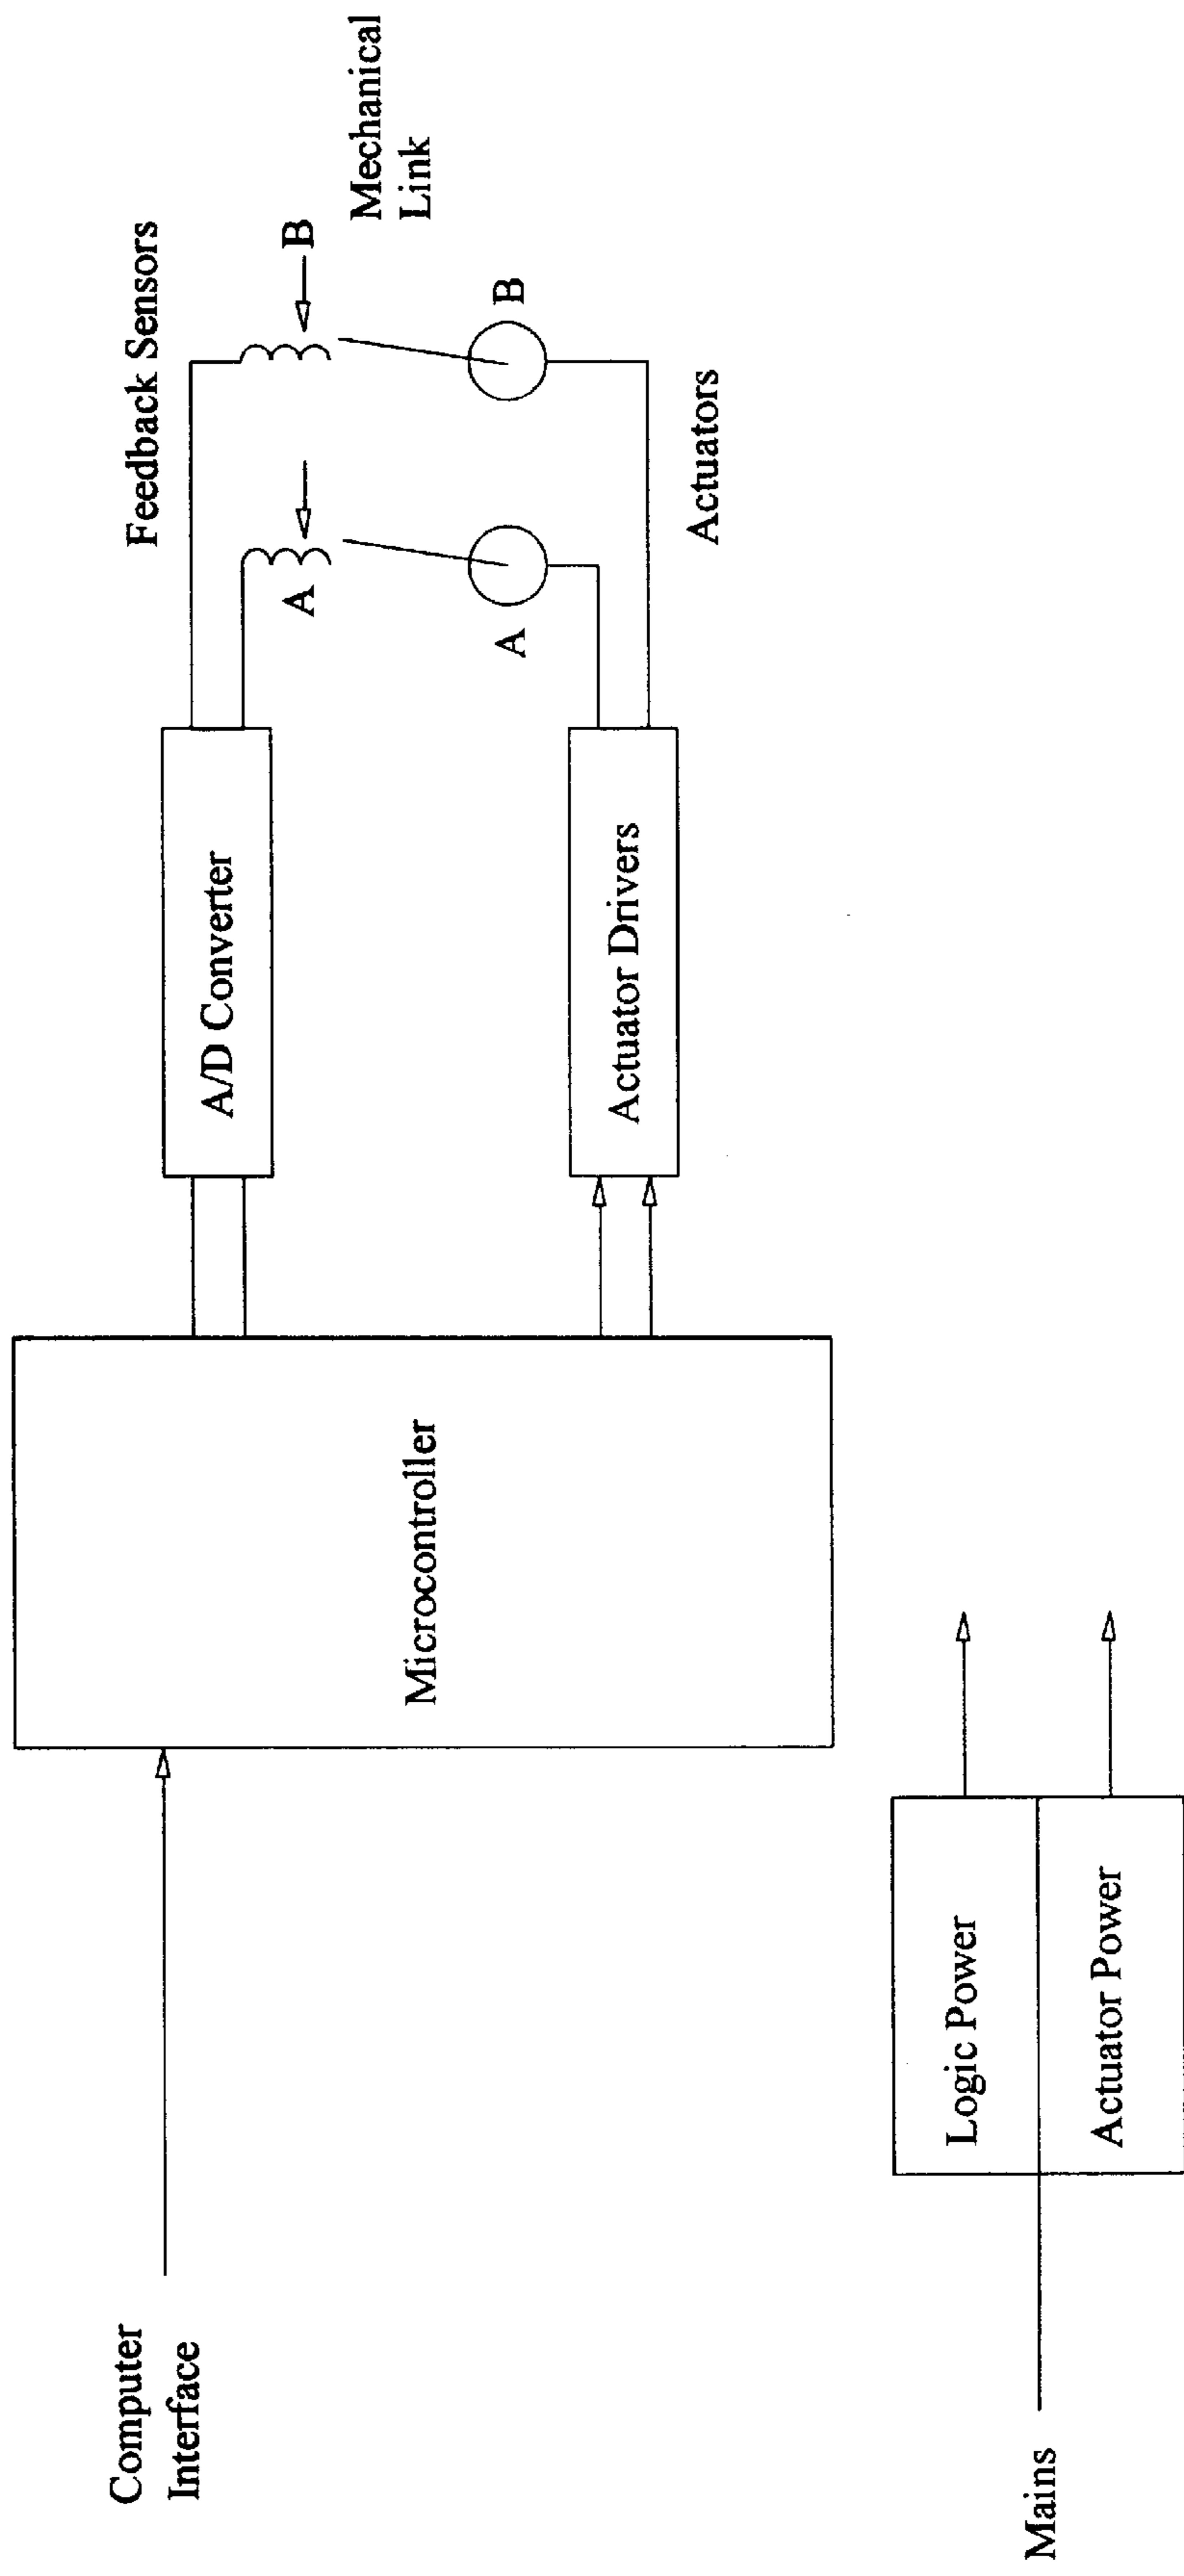 Feedback Sensors
B
A
Mechanical
Link
A
B
Actuators
A/D Converter
Actuator Drivers
Microcontroller
Computer
Interface
Logic Power
Actuator Power
Mains